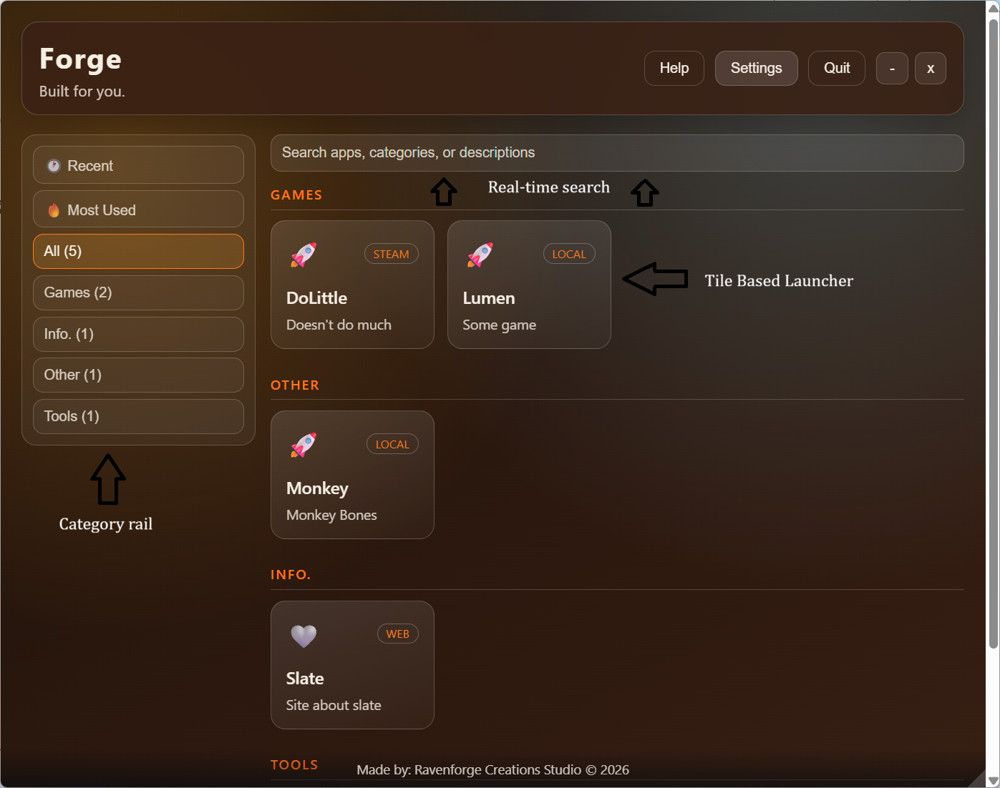 Forge
Built for you.
Help
Settings
Quit
-
x
Recent
Most Used
All (5)
Games (2)
Info. (1)
Other (1)
Tools (1)
Category rail
Search apps, categories, or descriptions
Real-time search
GAMES
STEAM
DoLittle
Doesn't do much
LOCAL
Lumen
Some game
Tile Based Launcher
OTHER
LOCAL
Monkey
Monkey Bones
INFO.
WEB
Slate
Site about slate
TOOLS
Made by: Ravenforge Creations Studio © 2026